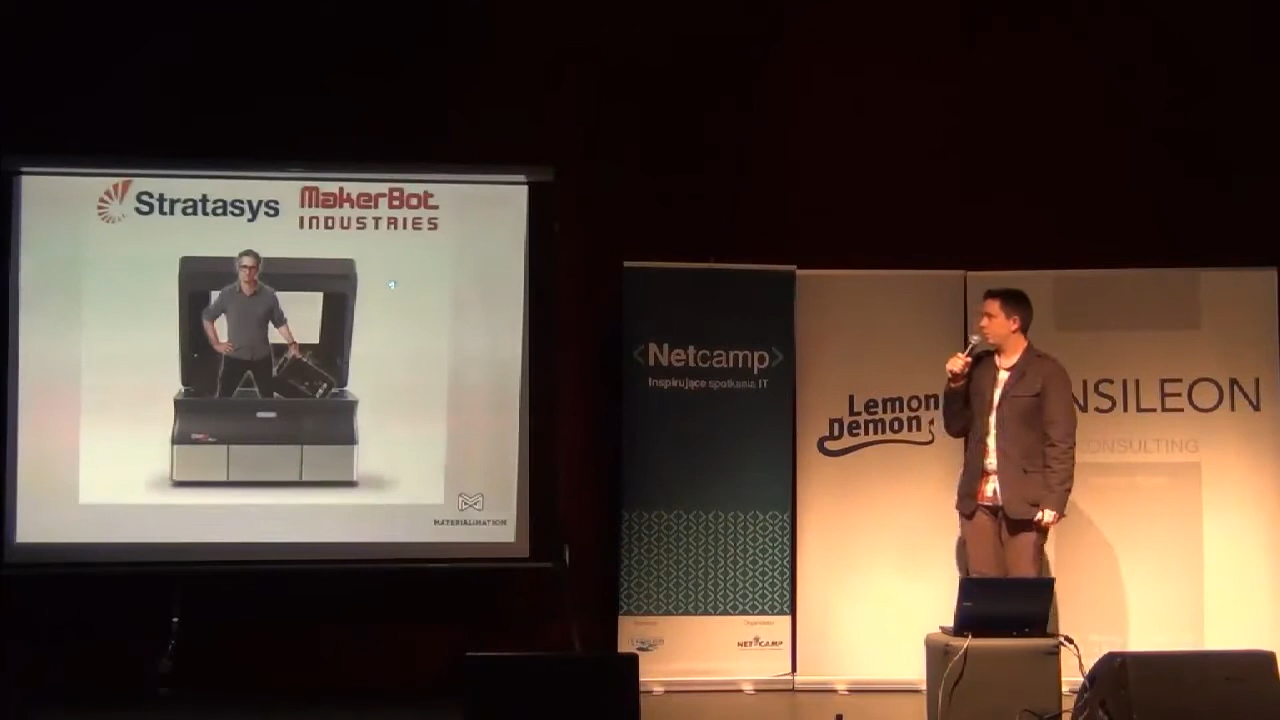 Stratasys
MakerBot
INDUSTRIES
MATERIALINATION
<Netcamp>
Inspirujące spotkania IT
NETCAMP
Lemon
Demon
NSILEON
CONSULTING